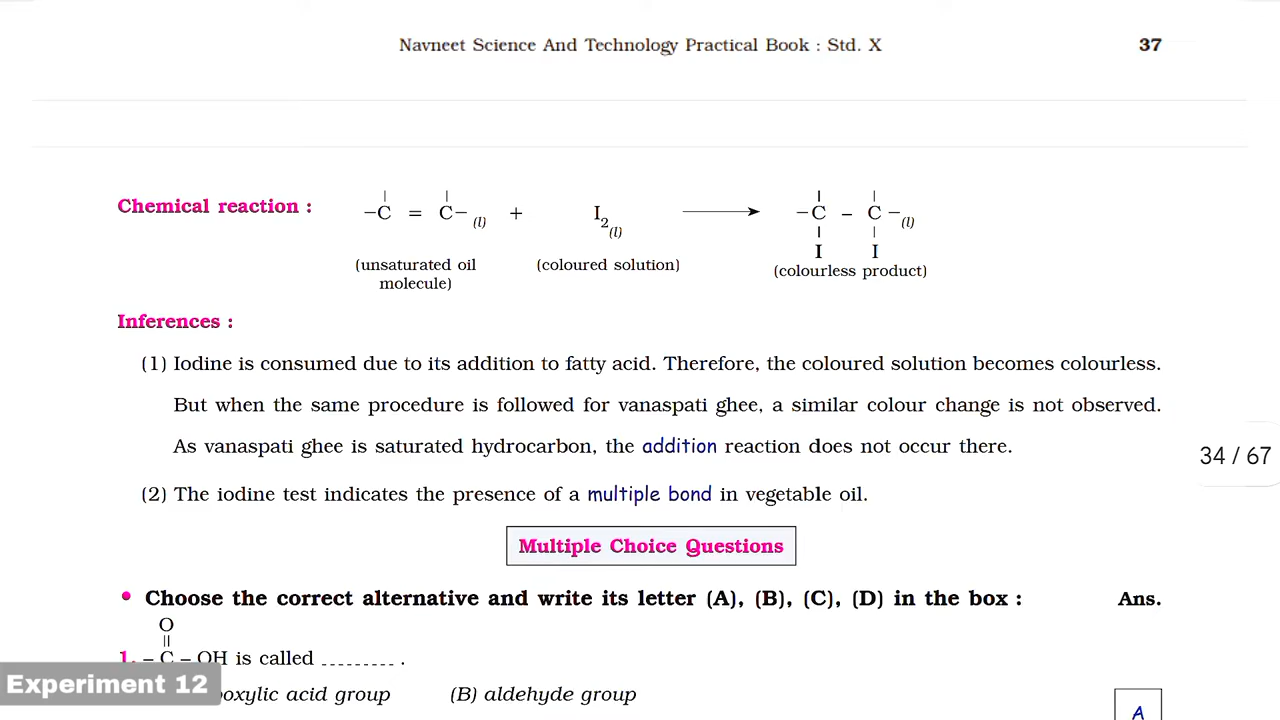 Navneet Science And Technology Practical Book : Std. X 37
Chemical reaction : –C = C–(l) + I2(l) ⟶ –C – C–(l)
I I
(unsaturated oil molecule) (coloured solution) (colourless product)
Inferences :
(1) Iodine is consumed due to its addition to fatty acid. Therefore, the coloured solution becomes colourless.
But when the same procedure is followed for vanaspati ghee, a similar colour change is not observed.
As vanaspati ghee is saturated hydrocarbon, the addition reaction does not occur there.
34 / 67
(2) The iodine test indicates the presence of a multiple bond in vegetable oil.
Multiple Choice Questions
• Choose the correct alternative and write its letter (A), (B), (C), (D) in the box : Ans.
O
||
1. – C – OH is called ......... .
Experiment 12
acid group (B) aldehyde group
A